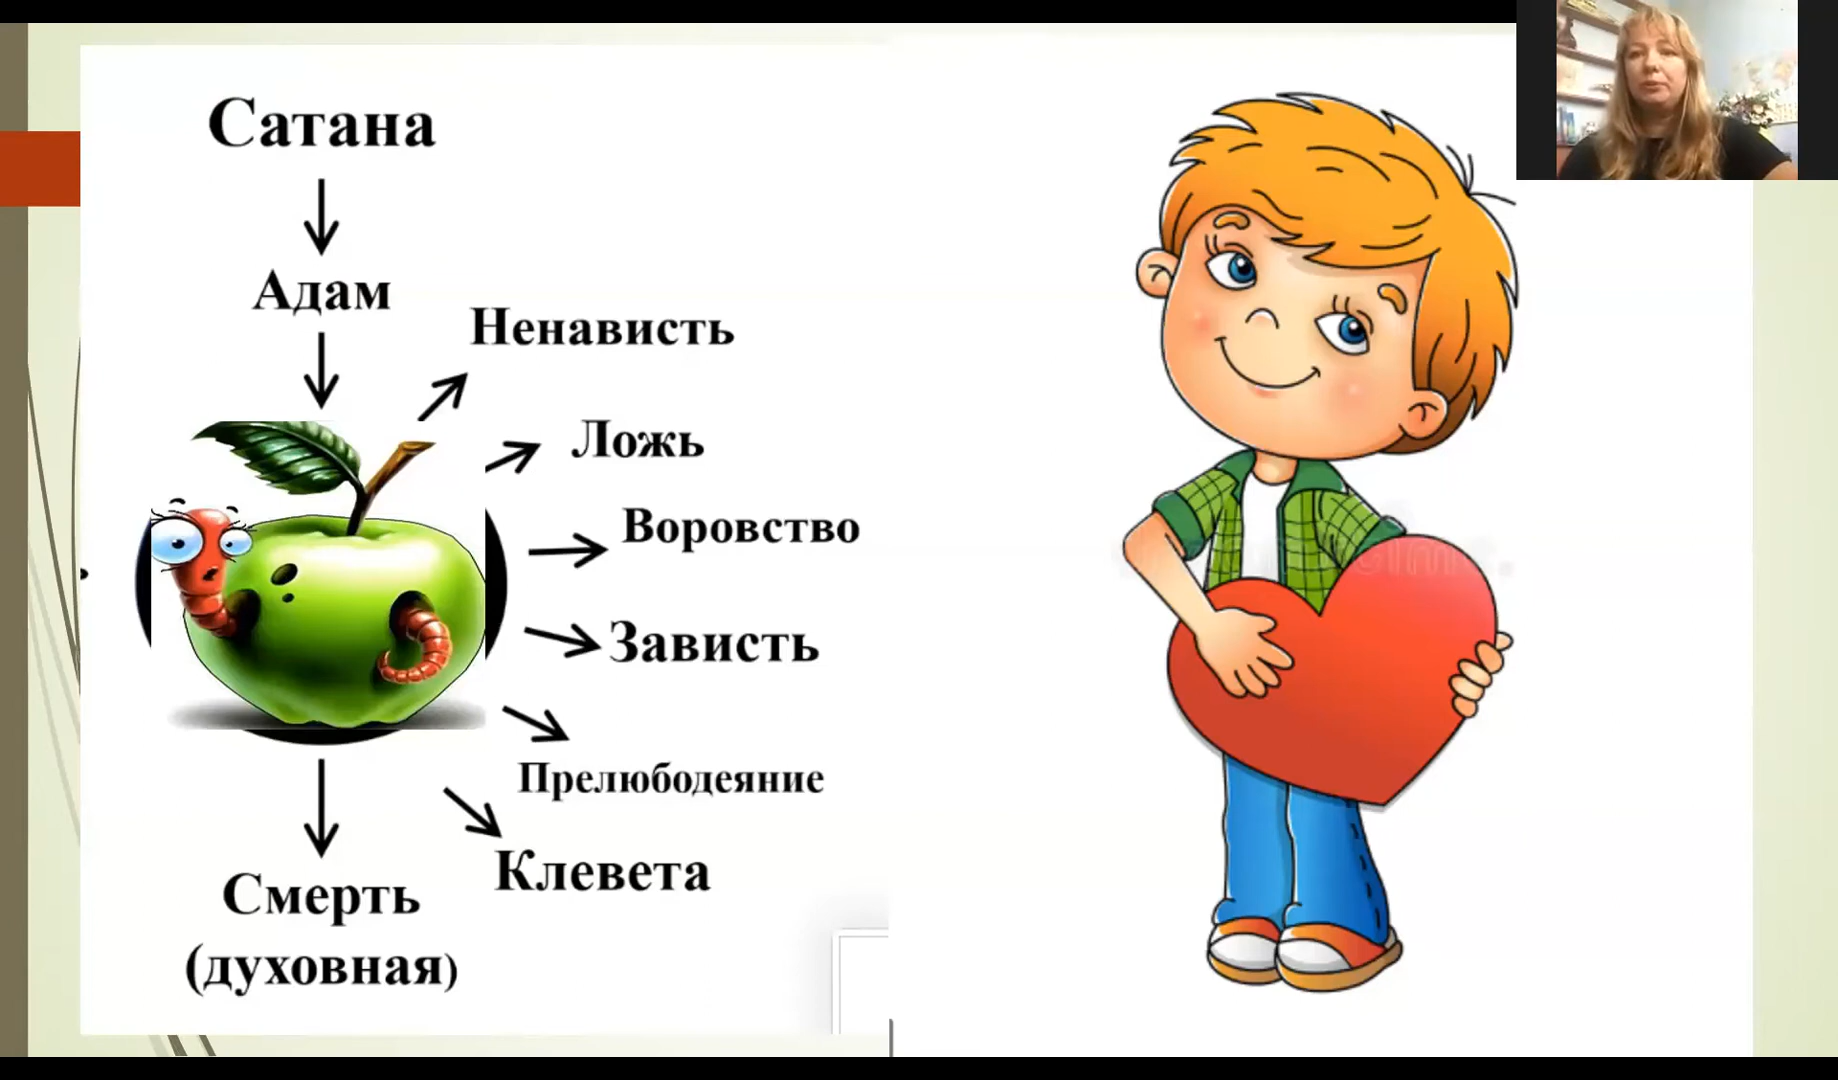 Сатана
Адам
Ненависть
Ложь
Воровство
Зависть
Прелюбодеяние
Клевета
Смерть
(духовная)